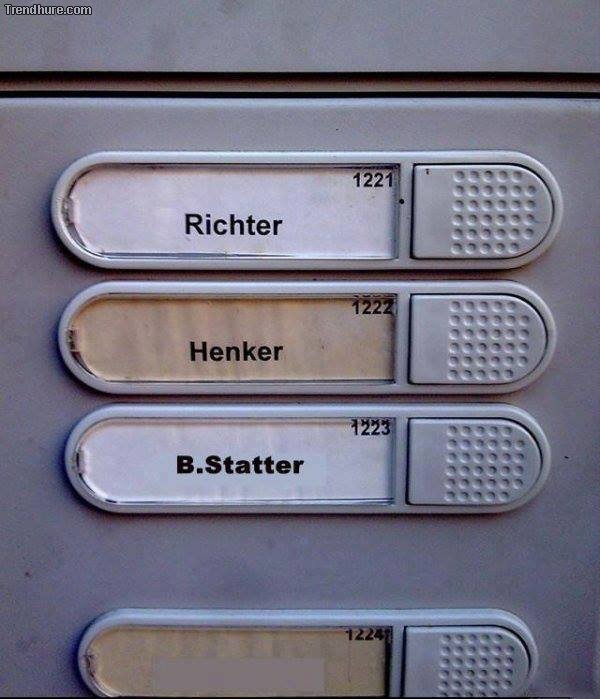 Trendhure.com
1221
Richter
1222
Henker
1223
B.Statter
1224